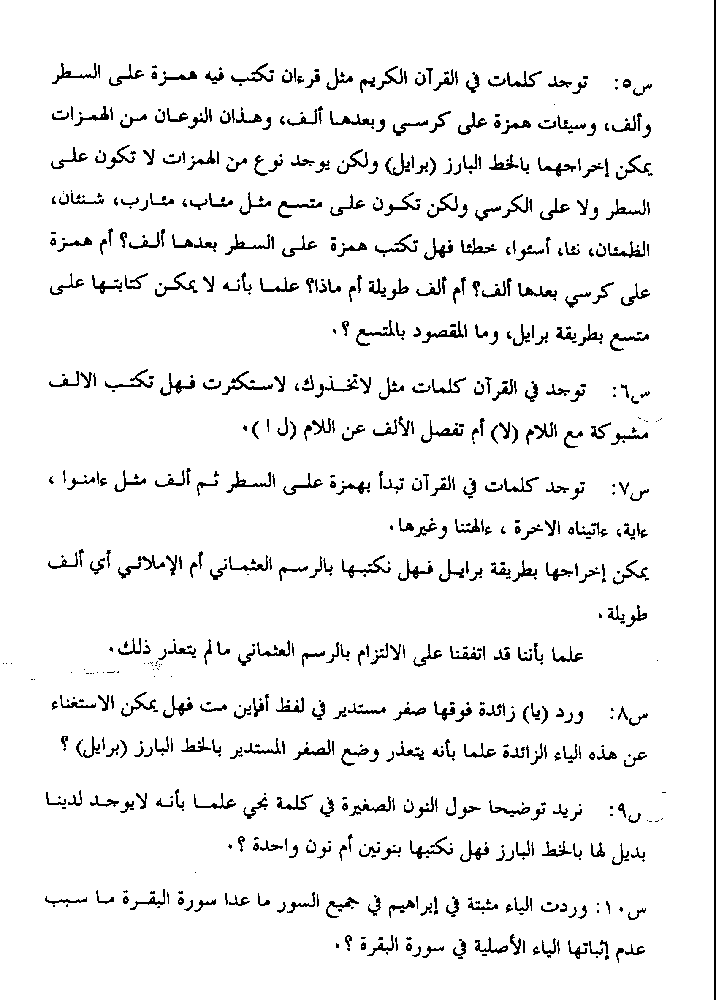 س٥: توجد كلمات في القرآن الكريم مثل قرءان تكتب فيه همزة على السطر
وألف، وسيئات همزة على كرسي وبعدها ألف، وهذان النوعان من الهمزات
يمكن إخراجهما بالخط البارز (برايل) ولكن يوجد نوع من الهمزات لا تكون على
السطر ولا على الكرسي ولكن تكون على متسع مثل مئاب، مئارب، شنئان،
الظمئان، نئا، أسئوا، خطئا فهل تكتب همزة على السطر بعدها ألف؟ أم همزة
على كرسي بعدها ألف؟ أم ألف طويلة أم ماذا؟ علما بأنه لا يمكن كتابتها على
متسع بطريقة برايل، وما المقصود بالمتسع ؟.
س٦: توجد في القرآن كلمات مثل لاتخذوك، لاستكثرت فهل تكتب الالف
مشبوكة مع اللام (لا) أم تفصل الألف عن اللام (ل ا ).
س٧: توجد كلمات في القرآن تبدأ بهمزة على السطر ثم ألف مثل ءامنوا ،
ءاية، ءاتيناه الاخرة ، ءالهتنا وغيرها.
يمكن إخراجها بطريقة برايل فهل نكتبها بالرسم العثماني أم الإملائي أي ألف
طويلة.
علما بأننا قد اتفقنا على الالتزام بالرسم العثماني مالم يتعذر ذلك.
س٨: ورد (يا) زائدة فوقها صفر مستدير في لفظ أفإين مت فهل يمكن الاستغناء
عن هذه الياء الزائدة علما بأنه يتعذر وضع الصفر المستدير بالخط البارز (برايل) ؟
س٩: نريد توضيحا حول النون الصغيرة في كلمة نجي علما بأنه لايوجد لدينا
بديل لها بالخط البارز فهل نكتبها بنونين أم نون واحدة ؟.
س١٠: وردت الياء مثبتة في إبراهيم في جميع السور ما عدا سورة البقرة ما سبب
عدم إثباتها الياء الأصلية في سورة البقرة ؟.